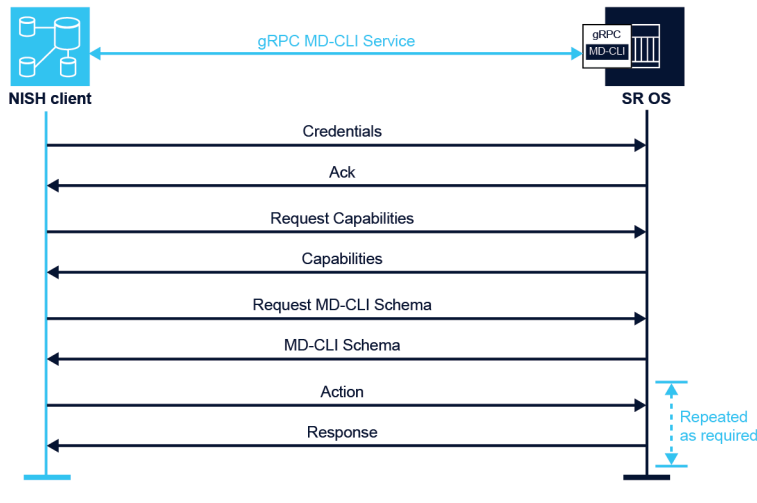 gRPC MD-CLI Service
gRPC
MD-CLI
NISH client
SR OS
Credentials
Ack
Request Capabilities
Capabilities
Request MD-CLI Schema
MD-CLI Schema
Action
Response
Repeated
as required